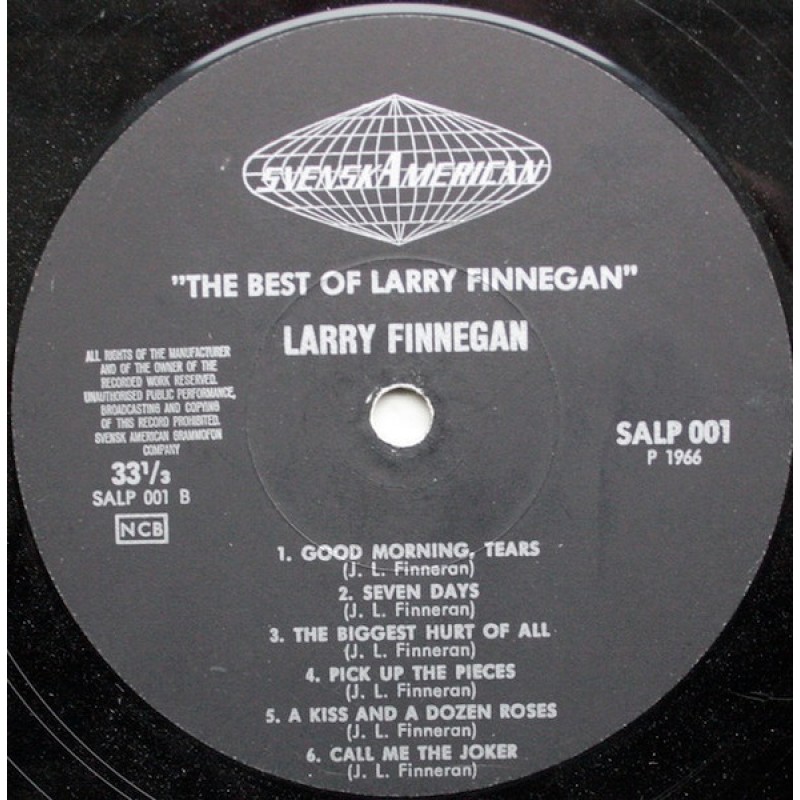 SVENSKAMERICAN
"THE BEST OF LARRY FINNEGAN"
LARRY FINNEGAN
ALL RIGHTS OF THE MANUFACTURER
AND OF THE OWNER OF THE
RECORDED WORK RESERVED.
UNAUTHORISED PUBLIC PERFORMANCE,
BROADCASTING AND COPYING
OF THIS RECORD PROHIBITED.
SVENSK AMERICAN GRAMMOFON
COMPANY
33 1/3
SALP 001 B
NCB
SALP 001
P 1966
1. GOOD MORNING, TEARS
(J. L. Finneran)
2. SEVEN DAYS
(J. L. Finneran)
3. THE BIGGEST HURT OF ALL
(J. L. Finneran)
4. PICK UP THE PIECES
(J. L. Finneran)
5. A KISS AND A DOZEN ROSES
(J. L. Finneran)
6. CALL ME THE JOKER
(J. L. Finneran)